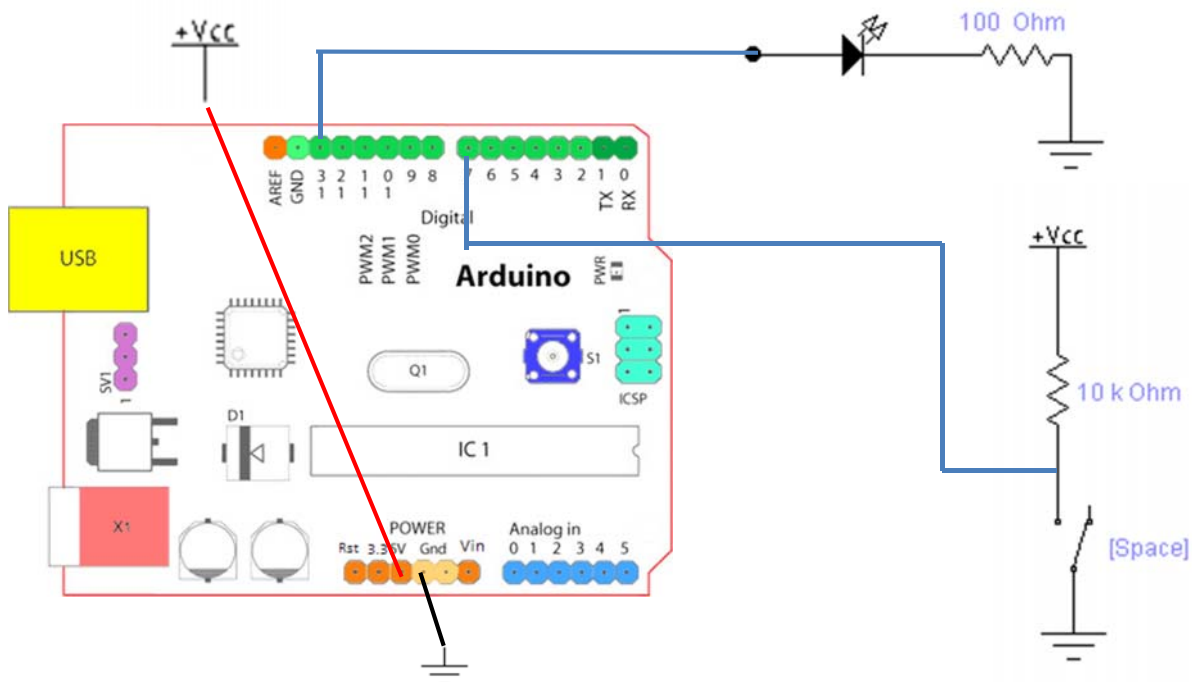 +Vcc
100 Ohm
AREF
GND
3 2 1 0 9 8
1 1 1 1
7 6 5 4 3 2 1 0
TX
RX
Digital
PWM2
PWM1
PWM0
+Vcc
USB
Arduino
PWR
1
S1
SV1
1
Q1
ICSP
10 k Ohm
D1
IC 1
X1
POWER
Analog in
Rst 3.3 5V Gnd Vin
0 1 2 3 4 5
[Space]